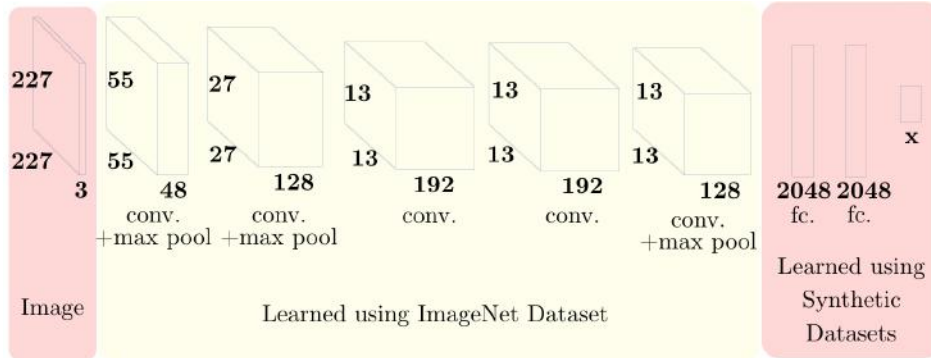 227
227
3
Image
55
55
48
conv.
+max pool
27
27
128
conv.
+max pool
13
13
192
conv.
13
13
192
conv.
13
13
128
conv.
+max pool
Learned using ImageNet Dataset
2048
fc.
2048
fc.
x
Learned using
Synthetic
Datasets